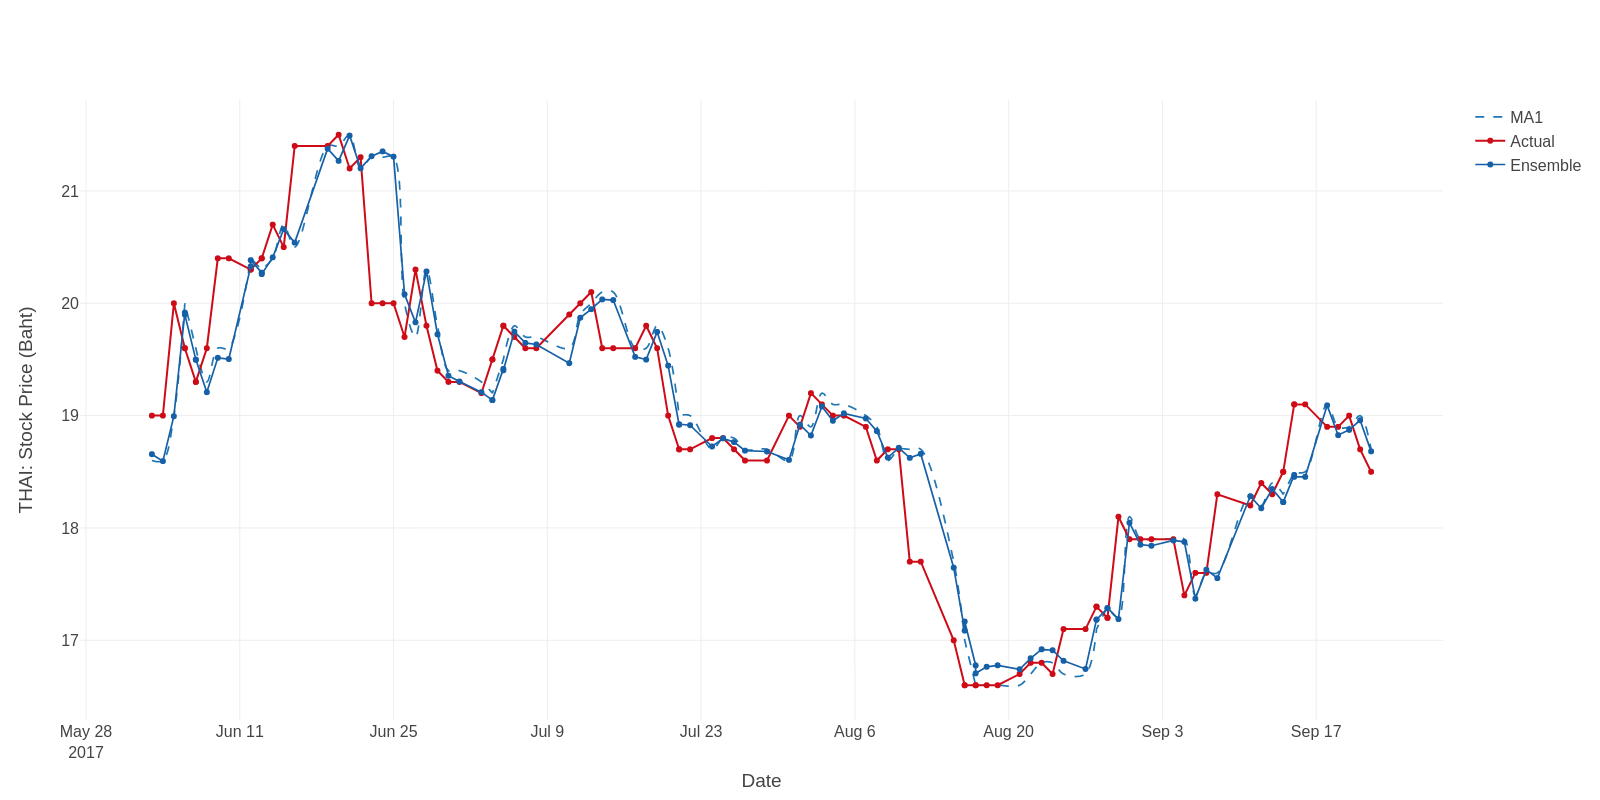 MA1
Actual
Ensemble
21
20
19
18
17
THAI: Stock Price (Baht)
May 28
2017
Jun 11
Jun 25
Jul 9
Jul 23
Aug 6
Aug 20
Sep 3
Sep 17
Date